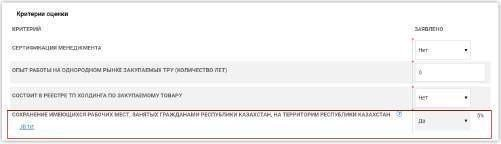 Критерии оценки
КРИТЕРИЙ ЗАЯВЛЕНО
СЕРТИФИКАЦИЯ МЕНЕДЖМЕНТА * Нет
ОПЫТ РАБОТЫ НА ОДНОРОДНОМ РЫНКЕ ЗАКУПАЕМЫХ ТРУ (КОЛИЧЕСТВО ЛЕТ) * 0
СОСТОИТ В РЕЕСТРЕ ТП ХОЛДИНГА ПО ЗАКУПАЕМОМУ ТОВАРУ * Нет
СОХРАНЕНИЕ ИМЕЮЩИХСЯ РАБОЧИХ МЕСТ, ЗАНЯТЫХ ГРАЖДАНАМИ РЕСПУБЛИКИ КАЗАХСТАН, НА ТЕРРИТОРИИ РЕСПУБЛИКИ КАЗАХСТАН ? * Да 5%